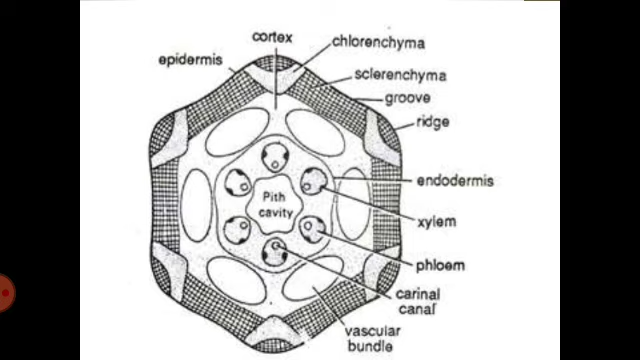 cortex
chlorenchyma
epidermis
sclerenchyma
groove
ridge
endodermis
Pith
cavity
xylem
phloem
carinal
canal
vascular
bundle